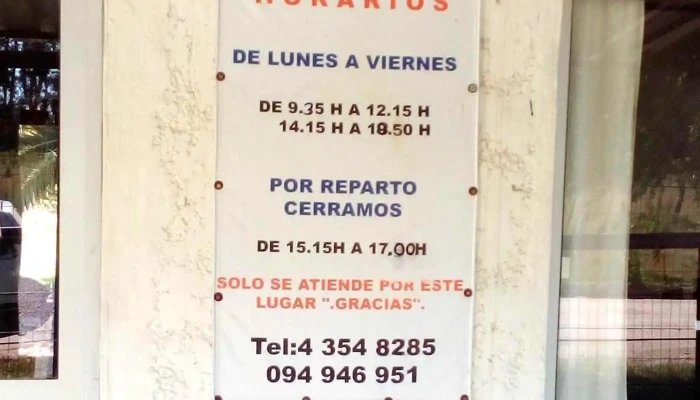 HORARIOS
DE LUNES A VIERNES
DE 9.35 H A 12.15 H
14.15 H A 18.50 H
POR REPARTO
CERRAMOS
DE 15.15H A 17.00H
SOLO SE ATIENDE POR ESTE
LUGAR ".GRACIAS".
Tel:4 354 8285
094 946 951